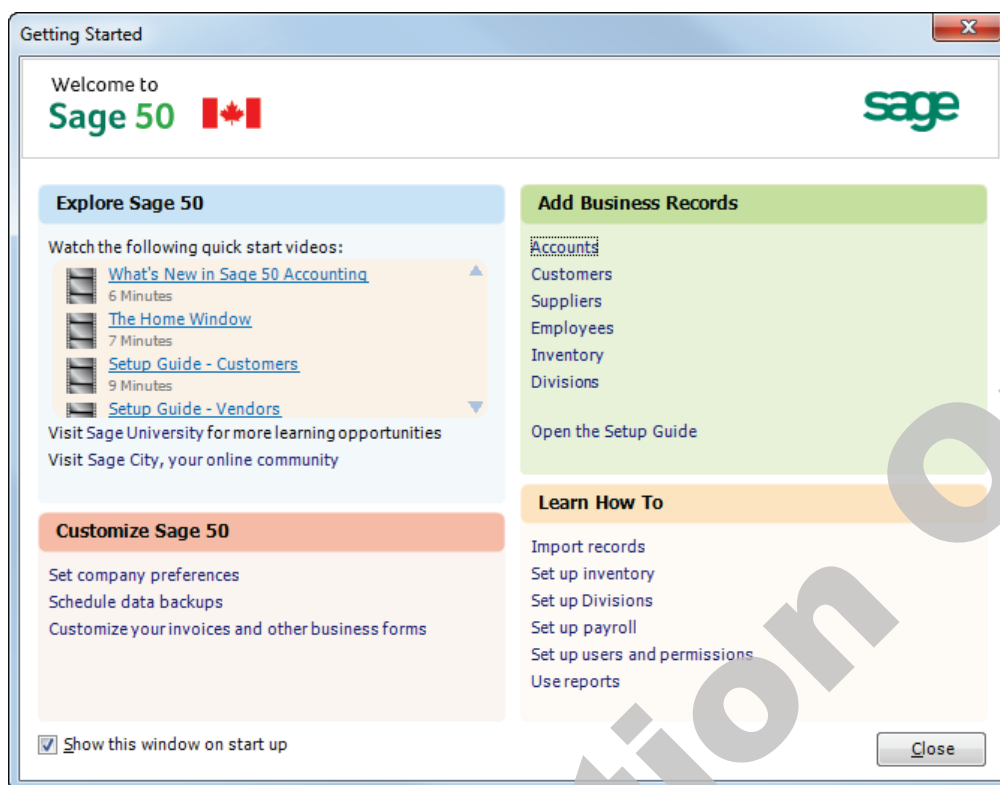 Getting Started
Welcome to
Sage 50
sage
Explore Sage 50
Watch the following quick start videos:
What's New in Sage 50 Accounting
6 Minutes
The Home Window
7 Minutes
Setup Guide - Customers
9 Minutes
Setup Guide - Vendors
Visit Sage University for more learning opportunities
Visit Sage City, your online community
Customize Sage 50
Set company preferences
Schedule data backups
Customize your invoices and other business forms
Add Business Records
Accounts
Customers
Suppliers
Employees
Inventory
Divisions
Open the Setup Guide
Learn How To
Import records
Set up inventory
Set up Divisions
Set up payroll
Set up users and permissions
Use reports
Show this window on start up
Close